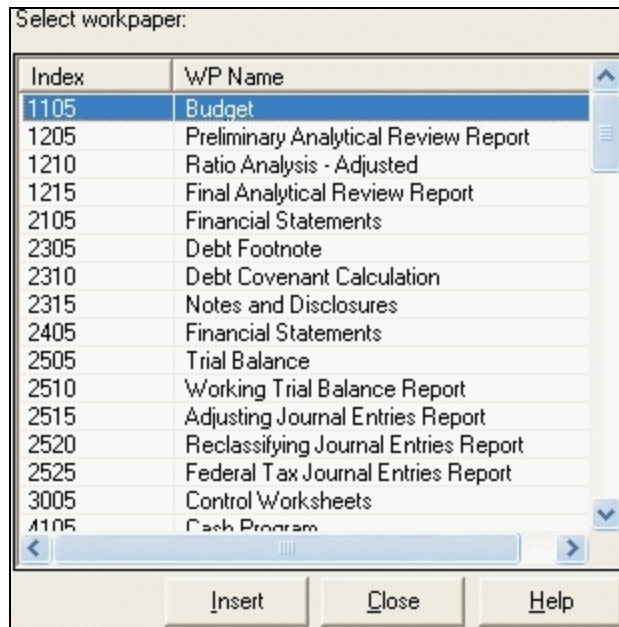 Select workpaper:
Index WP Name
1105 Budget
1205 Preliminary Analytical Review Report
1210 Ratio Analysis - Adjusted
1215 Final Analytical Review Report
2105 Financial Statements
2305 Debt Footnote
2310 Debt Covenant Calculation
2315 Notes and Disclosures
2405 Financial Statements
2505 Trial Balance
2510 Working Trial Balance Report
2515 Adjusting Journal Entries Report
2520 Reclassifying Journal Entries Report
2525 Federal Tax Journal Entries Report
3005 Control Worksheets
4105 Cash Program
Insert Close Help